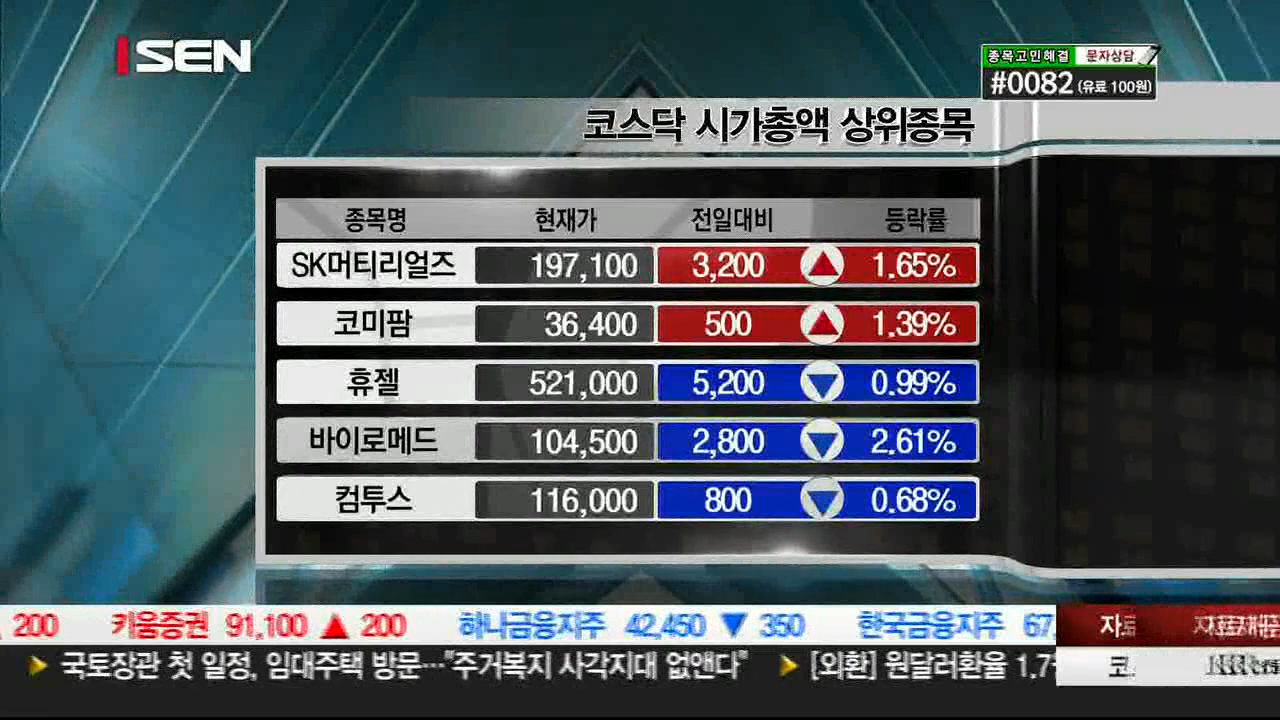 SEN
종목고민해결 문자상담
#0082 (유료 100원)
코스닥 시가총액 상위종목
종목명 현재가 전일대비 등락률
SK머티리얼즈 197,100 3,200 ▲ 1.65%
코미팜 36,400 500 ▲ 1.39%
휴젤 521,000 5,200 ▼ 0.99%
바이로메드 104,500 2,800 ▼ 2.61%
컴투스 116,000 800 ▼ 0.68%
200 키움증권 91,100 ▲ 200 하나금융지주 42,450 ▼ 350 한국금융지주 67,
국토장관 첫 일정, 임대주택 방문…"주거복지 사각지대 없앤다" [외환] 원달러환율 1.7